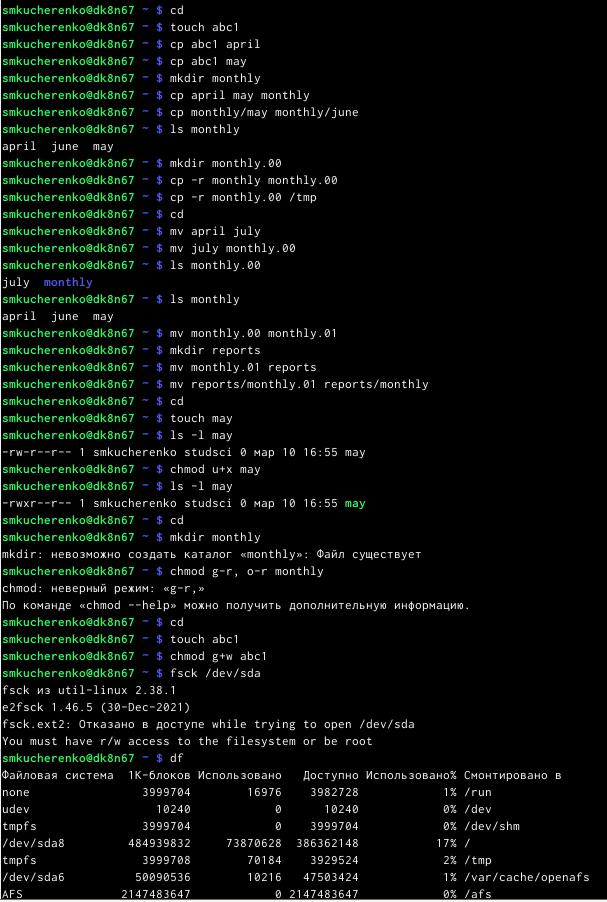 smkucherenko@dk8n67 ~ $ cd
smkucherenko@dk8n67 ~ $ touch abc1
smkucherenko@dk8n67 ~ $ cp abc1 april
smkucherenko@dk8n67 ~ $ cp abc1 may
smkucherenko@dk8n67 ~ $ mkdir monthly
smkucherenko@dk8n67 ~ $ cp april may monthly
smkucherenko@dk8n67 ~ $ cp monthly/may monthly/june
smkucherenko@dk8n67 ~ $ ls monthly
april  june  may
smkucherenko@dk8n67 ~ $ mkdir monthly.00
smkucherenko@dk8n67 ~ $ cp -r monthly monthly.00
smkucherenko@dk8n67 ~ $ cp -r monthly.00 /tmp
smkucherenko@dk8n67 ~ $ cd
smkucherenko@dk8n67 ~ $ mv april july
smkucherenko@dk8n67 ~ $ mv july monthly.00
smkucherenko@dk8n67 ~ $ ls monthly.00
july  monthly
smkucherenko@dk8n67 ~ $ ls monthly
april  june  may
smkucherenko@dk8n67 ~ $ mv monthly.00 monthly.01
smkucherenko@dk8n67 ~ $ mkdir reports
smkucherenko@dk8n67 ~ $ mv monthly.01 reports
smkucherenko@dk8n67 ~ $ mv reports/monthly.01 reports/monthly
smkucherenko@dk8n67 ~ $ cd
smkucherenko@dk8n67 ~ $ touch may
smkucherenko@dk8n67 ~ $ ls -l may
-rw-r--r-- 1 smkucherenko studsci 0 мар 10 16:55 may
smkucherenko@dk8n67 ~ $ chmod u+x may
smkucherenko@dk8n67 ~ $ ls -l may
-rwxr--r-- 1 smkucherenko studsci 0 мар 10 16:55 may
smkucherenko@dk8n67 ~ $ cd
smkucherenko@dk8n67 ~ $ mkdir monthly
mkdir: невозможно создать каталог «monthly»: Файл существует
smkucherenko@dk8n67 ~ $ chmod g-r, o-r monthly
chmod: неверный режим: «g-r,»
По команде «chmod --help» можно получить дополнительную информацию.
smkucherenko@dk8n67 ~ $ cd
smkucherenko@dk8n67 ~ $ touch abc1
smkucherenko@dk8n67 ~ $ chmod g+w abc1
smkucherenko@dk8n67 ~ $ fsck /dev/sda
fsck из util-linux 2.38.1
e2fsck 1.46.5 (30-Dec-2021)
fsck.ext2: Отказано в доступе while trying to open /dev/sda
You must have r/w access to the filesystem or be root
smkucherenko@dk8n67 ~ $ df
Файловая система  1K-блоков Использовано   Доступно Использовано% Смонтировано в
none                3999704        16976    3982728            1% /run
udev                  10240            0      10240            0% /dev
tmpfs               3999704            0    3999704            0% /dev/shm
/dev/sda8         484939832     73870628  386362148           17% /
tmpfs               3999708        70184    3929524            2% /tmp
/dev/sda6          50090536        10216   47503424            1% /var/cache/openafs
AFS              2147483647            0 2147483647            0% /afs